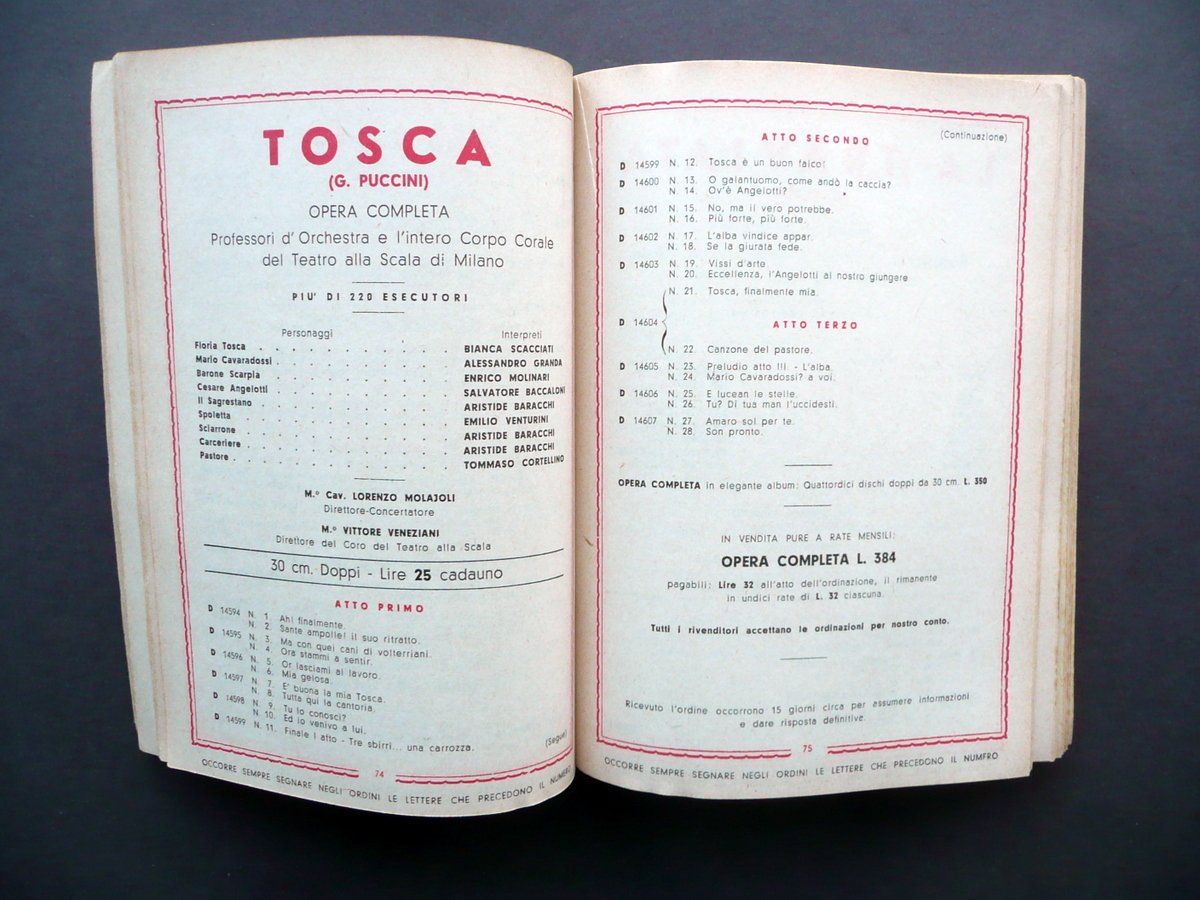 TOSCA
(G. PUCCINI)
OPERA COMPLETA
Professori d'Orchestra e l'intero Corpo Corale
del Teatro alla Scala di Milano
PIU' DI 220 ESECUTORI
Personaggi Interpreti
Floria Tosca . . . . . . . . BIANCA SCACCIATI
Mario Cavaradossi . . . . . . . . ALESSANDRO GRANDA
Barone Scarpia . . . . . . . . ENRICO MOLINARI
Cesare Angelotti . . . . . . . . SALVATORE BACCALONI
Il Sagrestano . . . . . . . . ARISTIDE BARACCHI
Spoletta . . . . . . . . EMILIO VENTURINI
Sciarrone . . . . . . . . ARISTIDE BARACCHI
Carceriere . . . . . . . . ARISTIDE BARACCHI
Pastore . . . . . . . . TOMMASO CORTELLINO
M.° Cav. LORENZO MOLAJOLI
Direttore-Concertatore
M.° VITTORE VENEZIANI
Direttore del Coro del Teatro alla Scala
30 cm. Doppi - Lire 25 cadauno
ATTO PRIMO
D 14594 N. 1. Ah! finalmente.
N. 2. Sante ampolle! il suo ritratto.
D 14595 N. 3. Ma con quei cani di volterriani.
N. 4. Ora stammi a sentir.
D 14596 N. 5. Or lasciami al lavoro.
N. 6. Mia gelosa.
D 14597 N. 7. E' buona la mia Tosca.
N. 8. Tutta qui la cantoria.
D 14598 N. 9. Tu lo conosci?
N. 10. Ed io venivo a lui.
D 14599 N. 11. Finale I atto - Tre sbirri... una carrozza.
(Segue)
74
OCCORRE SEMPRE SEGNARE NEGLI ORDINI LE LETTERE CHE PRECEDONO IL NUMERO
(Continuazione)
ATTO SECONDO
D 14599 N. 12. Tosca è un buon falco!
D 14600 N. 13. O galantuomo, come andò la caccia?
N. 14. Ov'è Angelotti?
D 14601 N. 15. No, ma il vero potrebbe.
N. 16. Più forte, più forte.
D 14602 N. 17. L'alba vindice appar.
N. 18. Se la giurata fede.
D 14603 N. 19. Vissi d'arte.
N. 20. Eccellenza, l'Angelotti al nostro giungere
N. 21. Tosca, finalmente mia.
D 14604
ATTO TERZO
N. 22. Canzone del pastore.
D 14605 N. 23. Preludio atto III. - L'alba.
N. 24. Mario Cavaradossi? a voi.
D 14606 N. 25. E lucean le stelle.
N. 26. Tu? Di tua man l'uccidesti.
D 14607 N. 27. Amaro sol per te.
N. 28. Son pronto.
OPERA COMPLETA in elegante album: Quattordici dischi doppi da 30 cm. L. 350
IN VENDITA PURE A RATE MENSILI:
OPERA COMPLETA L. 384
pagabili: Lire 32 all'atto dell'ordinazione, il rimanente
in undici rate di L. 32 ciascuna.
Tutti i rivenditori accettano le ordinazioni per nostro conto.
Ricevuto l'ordine occorrono 15 giorni circa per assumere informazioni
e dare risposta definitive.
75
OCCORRE SEMPRE SEGNARE NEGLI ORDINI LE LETTERE CHE PRECEDONO IL NUMERO